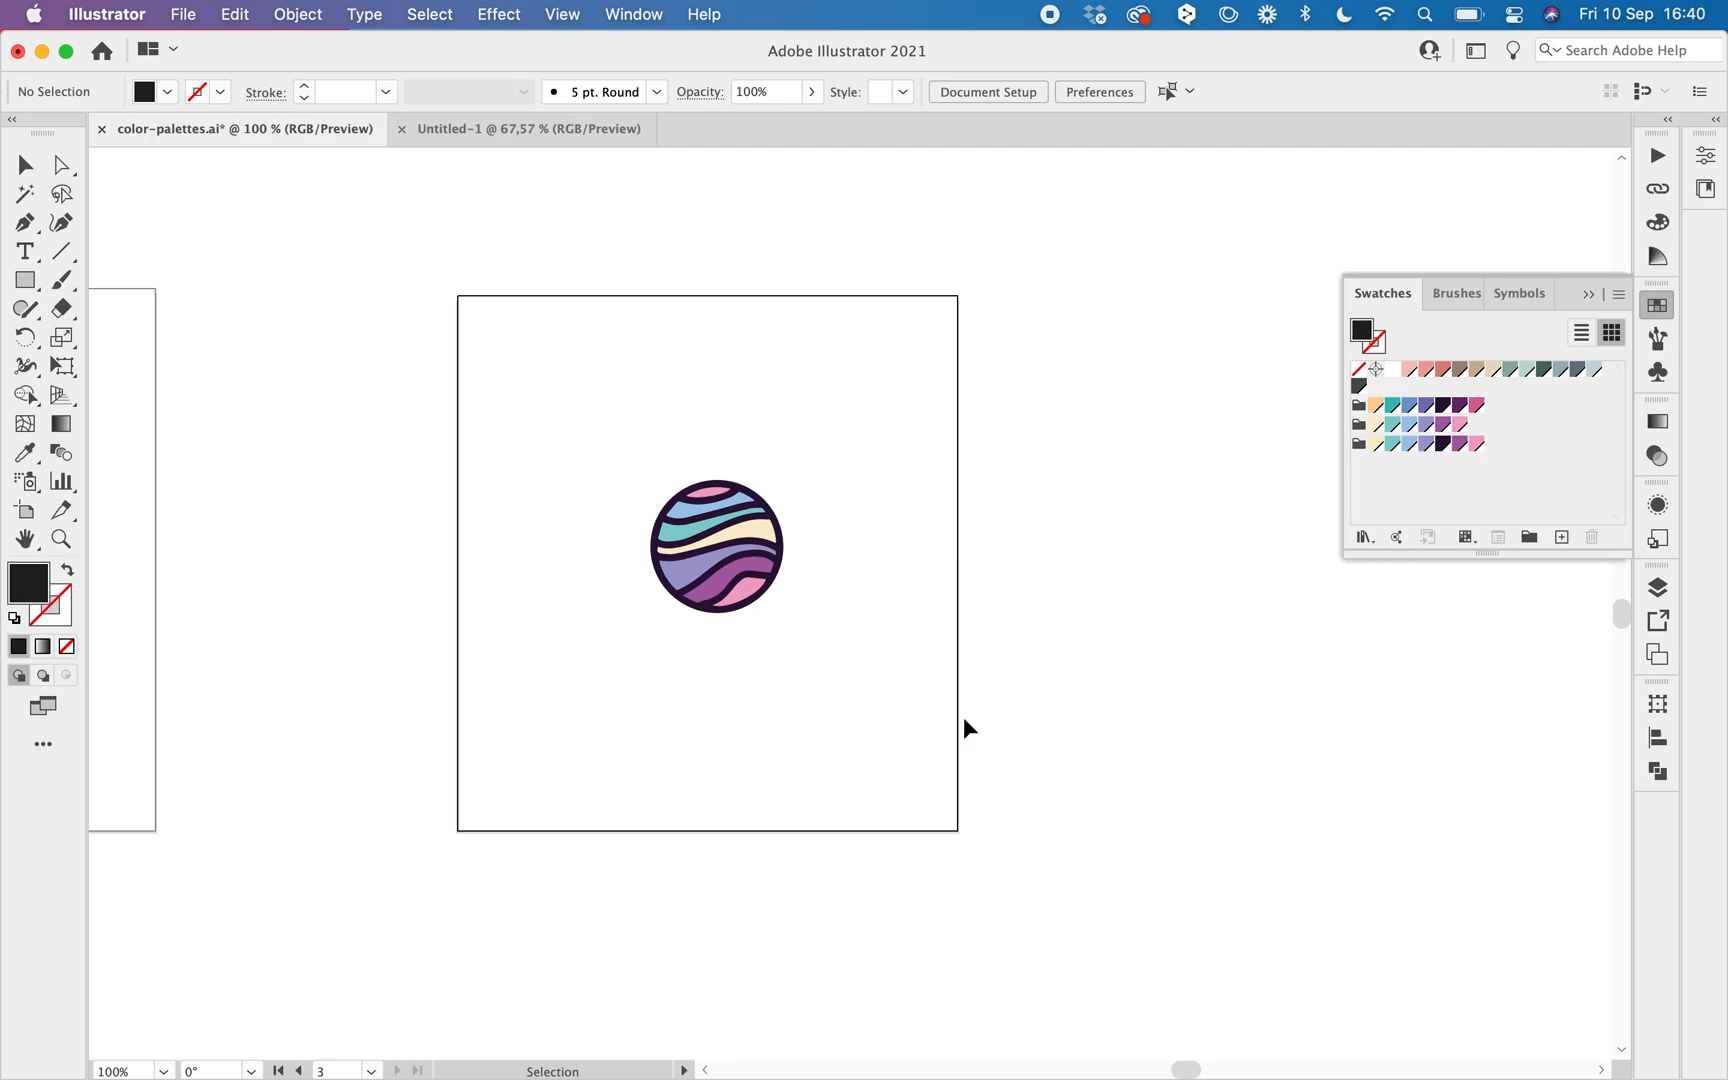 Illustrator File Edit Object Type Select Effect View Window Help Fri 10 Sep 16:40
Adobe Illustrator 2021 Search Adobe Help
No Selection Stroke: 5 pt. Round Opacity: 100% Style: Document Setup Preferences
color-palettes.ai* @ 100 % (RGB/Preview) Untitled-1 @ 67,57 % (RGB/Preview)
Swatches Brushes Symbols
100% 0° 3 Selection